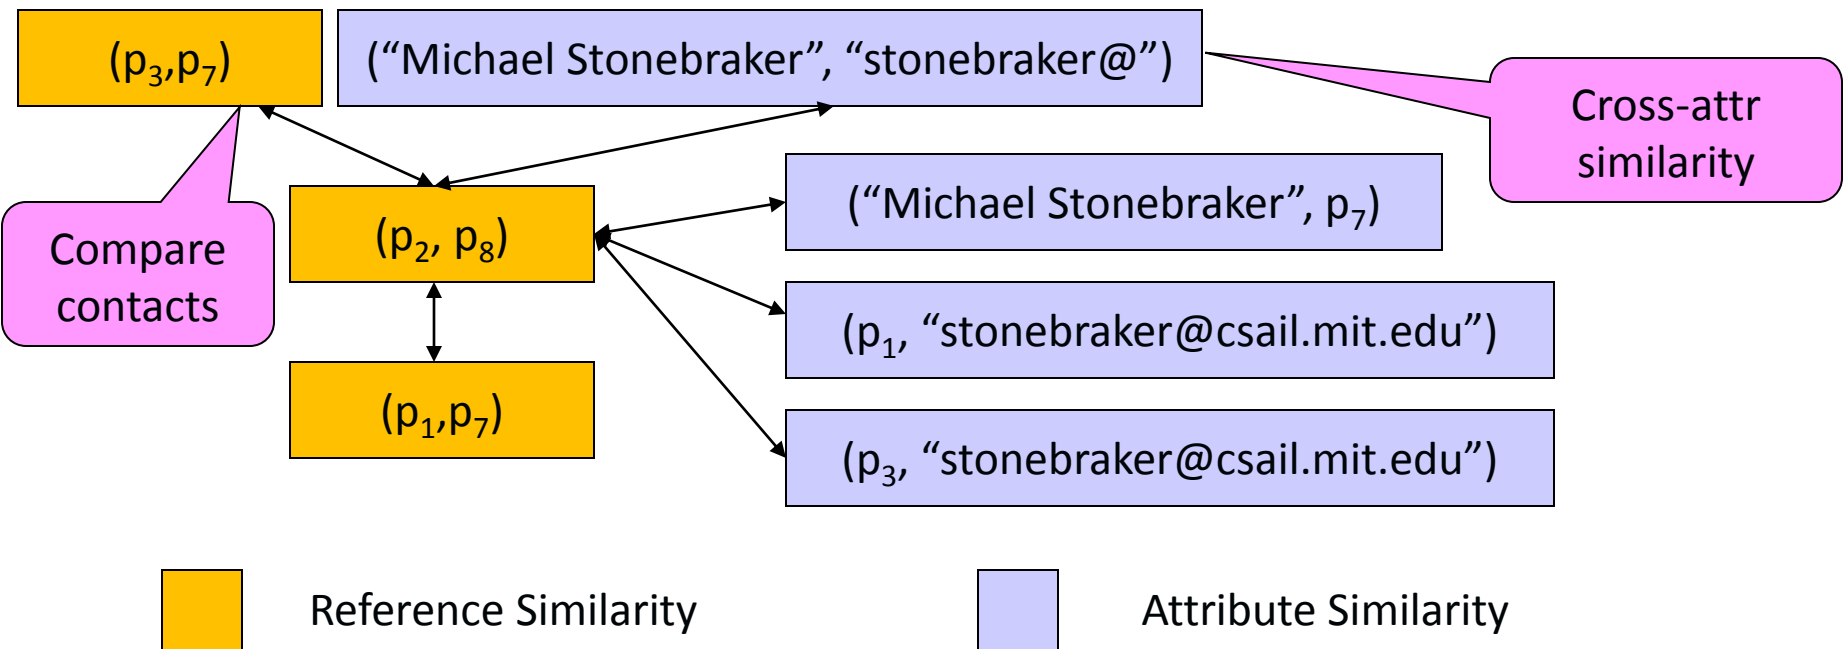 (p₃,p₇)
(“Michael Stonebraker”, “stonebraker@”)
Cross-attr
similarity
(“Michael Stonebraker”, p₇)
Compare
contacts
(p₂, p₈)
(p₁, “stonebraker@csail.mit.edu”)
(p₁,p₇)
(p₃, “stonebraker@csail.mit.edu”)
Reference Similarity
Attribute Similarity